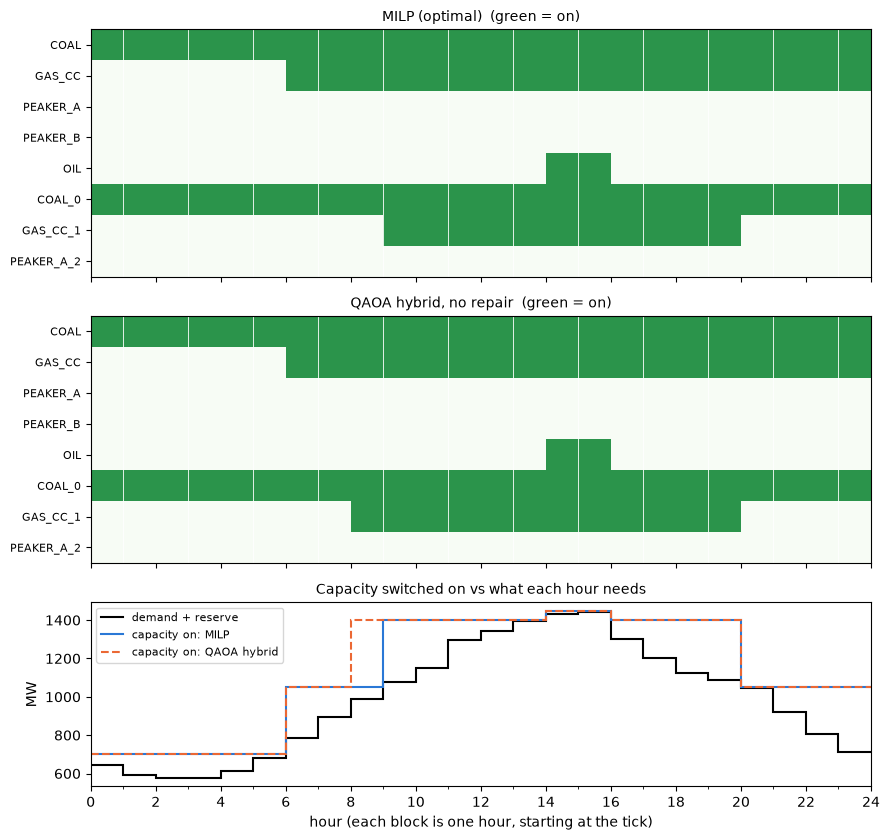 MILP (optimal)  (green = on)
COAL
GAS_CC
PEAKER_A
PEAKER_B
OIL
COAL_0
GAS_CC_1
PEAKER_A_2
QAOA hybrid, no repair  (green = on)
COAL
GAS_CC
PEAKER_A
PEAKER_B
OIL
COAL_0
GAS_CC_1
PEAKER_A_2
Capacity switched on vs what each hour needs
demand + reserve
capacity on: MILP
capacity on: QAOA hybrid
1400
1200
1000
800
600
MW
0 2 4 6 8 10 12 14 16 18 20 22 24
hour (each block is one hour, starting at the tick)